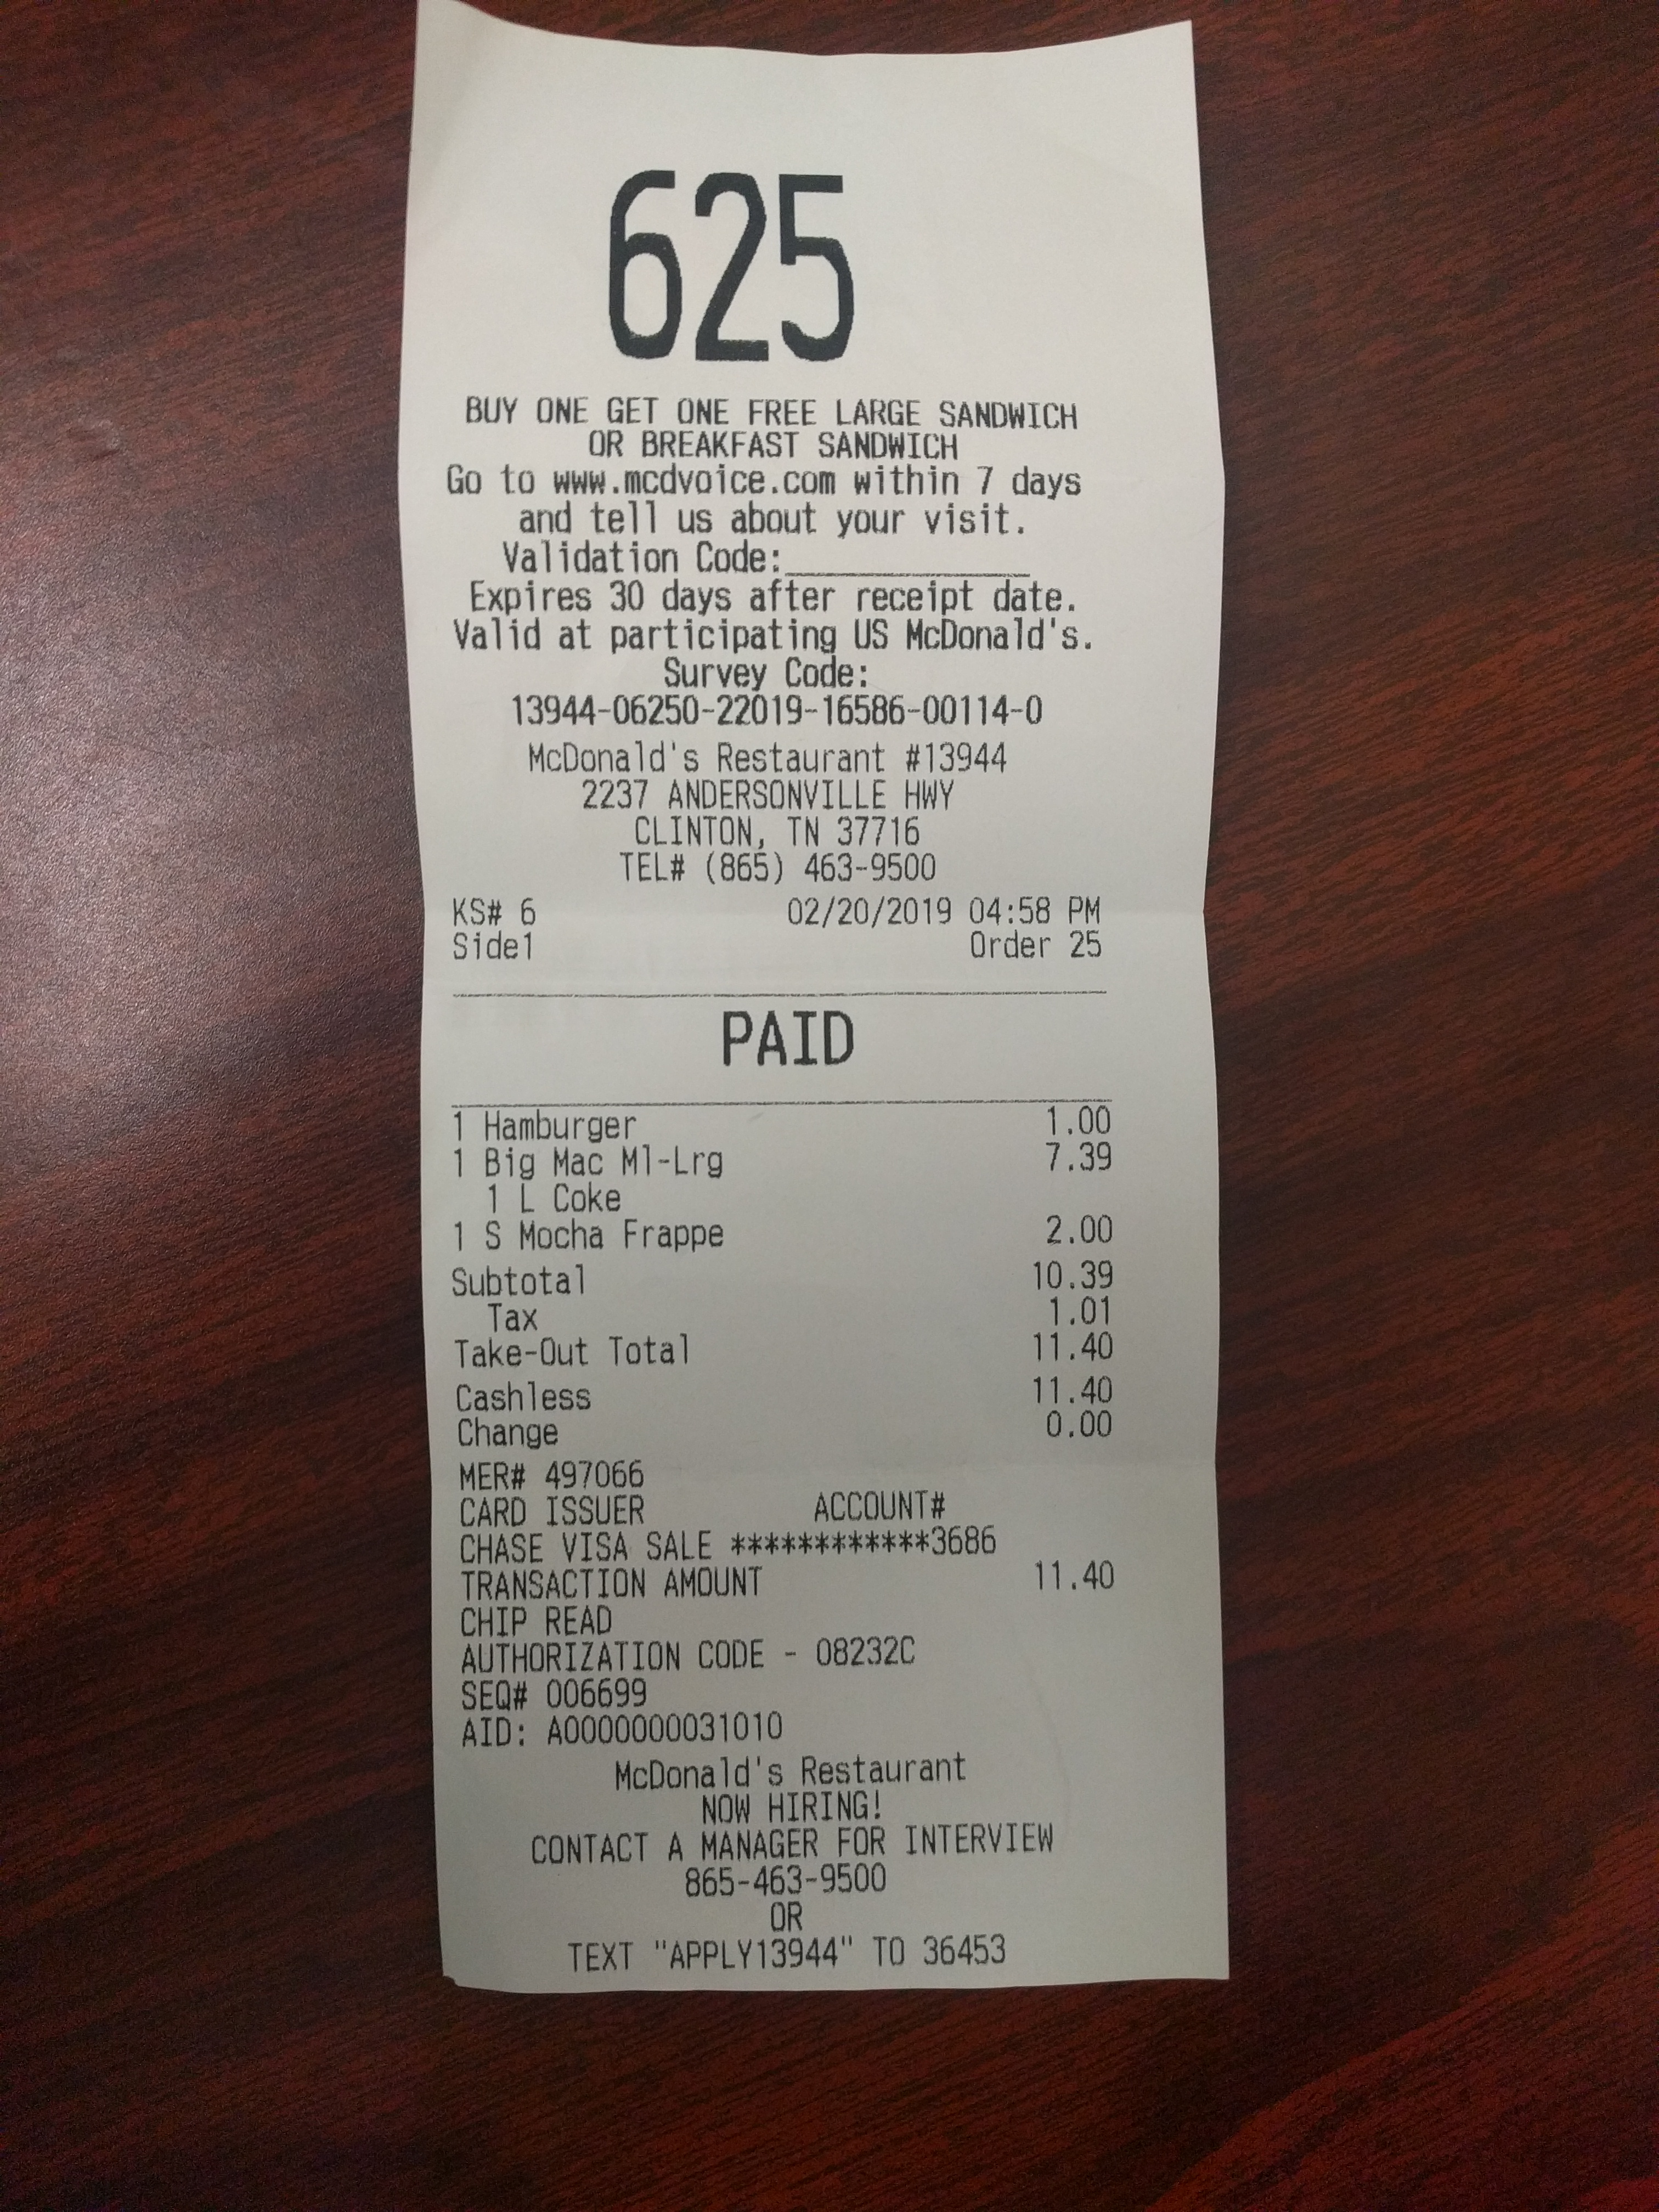 625
BUY ONE GET ONE FREE LARGE SANDWICH
OR BREAKFAST SANDWICH
Go to www.mcdvoice.com within 7 days
and tell us about your visit.
Validation Code:______________
Expires 30 days after receipt date.
Valid at participating US McDonald's.
Survey Code:
13944-06250-22019-16586-00114-0
McDonald's Restaurant #13944
2237 ANDERSONVILLE HWY
CLINTON, TN 37716
TEL# (865) 463-9500
KS# 6 02/20/2019 04:58 PM
Side1 Order 25
PAID
1 Hamburger 1.00
1 Big Mac Ml-Lrg 7.39
1 L Coke
1 S Mocha Frappe 2.00
Subtotal 10.39
Tax 1.01
Take-Out Total 11.40
Cashless 11.40
Change 0.00
MER# 497066
CARD ISSUER ACCOUNT#
CHASE VISA SALE ************3686
TRANSACTION AMOUNT 11.40
CHIP READ
AUTHORIZATION CODE - 08232C
SEQ# 006699
AID: A0000000031010
McDonald's Restaurant
NOW HIRING!
CONTACT A MANAGER FOR INTERVIEW
865-463-9500
OR
TEXT "APPLY13944" TO 36453